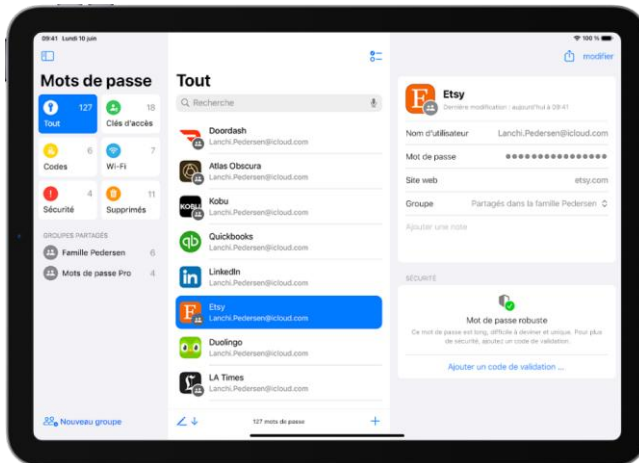 09:41 Lundi 10 juin
100 %
modifier
Mots de passe
127
Tout
18
Clés d'accès
6
Codes
7
Wi-Fi
4
Sécurité
11
Supprimés
GROUPES PARTAGÉS
Famille Pedersen 6
Mots de passe Pro 4
Nouveau groupe
Tout
Recherche
Doordash
Lanchi.Pedersen@icloud.com
Atlas Obscura
Lanchi.Pedersen@icloud.com
KOBU
Kobu
Lanchi.Pedersen@icloud.com
qb
Quickbooks
Lanchi.Pedersen@icloud.com
in
LinkedIn
Lanchi.Pedersen@icloud.com
E
Etsy
Lanchi.Pedersen@icloud.com
Duolingo
Lanchi.Pedersen@icloud.com
LA Times
Lanchi.Pedersen@icloud.com
127 mots de passe
E
Etsy
Dernière modification : aujourd'hui à 09:41
Nom d'utilisateur Lanchi.Pedersen@icloud.com
Mot de passe
Site web etsy.com
Groupe Partagés dans la famille Pedersen
Ajouter une note
SÉCURITÉ
Mot de passe robuste
Ce mot de passe est long, difficile à deviner et unique. Pour plus
de sécurité, ajoutez un code de validation.
Ajouter un code de validation ...